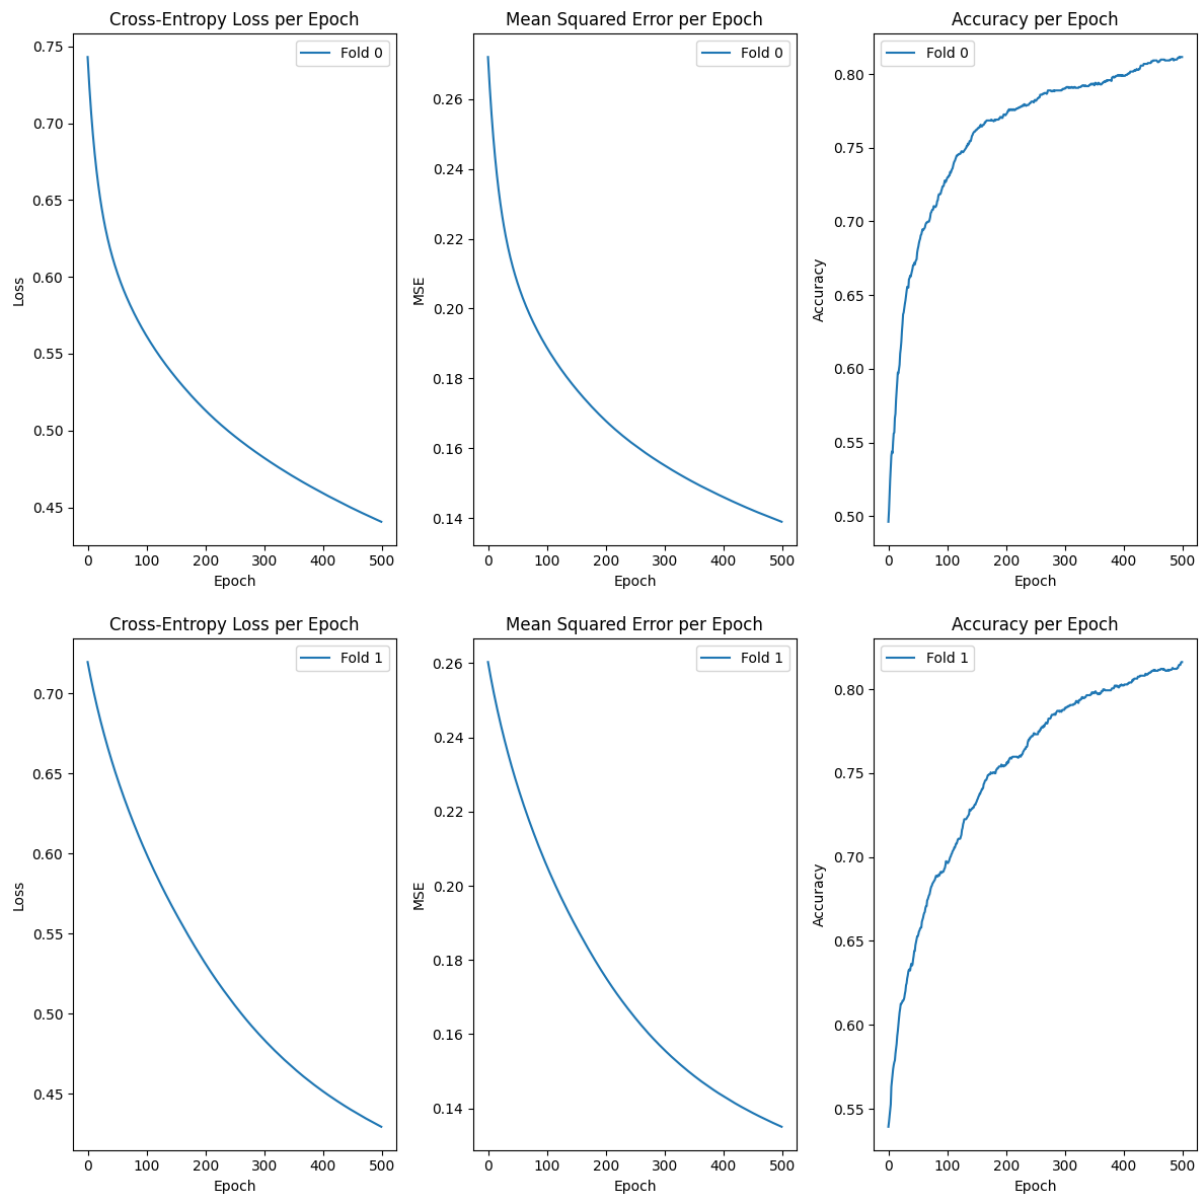 Cross-Entropy Loss per Epoch
Fold 0
0.75
0.70
0.65
0.60
0.55
0.50
0.45
Loss
0 100 200 300 400 500
Epoch
Mean Squared Error per Epoch
Fold 0
0.26
0.24
0.22
0.20
0.18
0.16
0.14
MSE
0 100 200 300 400 500
Epoch
Accuracy per Epoch
Fold 0
0.80
0.75
0.70
0.65
0.60
0.55
0.50
Accuracy
0 100 200 300 400 500
Epoch
Cross-Entropy Loss per Epoch
Fold 1
0.70
0.65
0.60
0.55
0.50
0.45
Loss
0 100 200 300 400 500
Epoch
Mean Squared Error per Epoch
Fold 1
0.26
0.24
0.22
0.20
0.18
0.16
0.14
MSE
0 100 200 300 400 500
Epoch
Accuracy per Epoch
Fold 1
0.80
0.75
0.70
0.65
0.60
0.55
Accuracy
0 100 200 300 400 500
Epoch